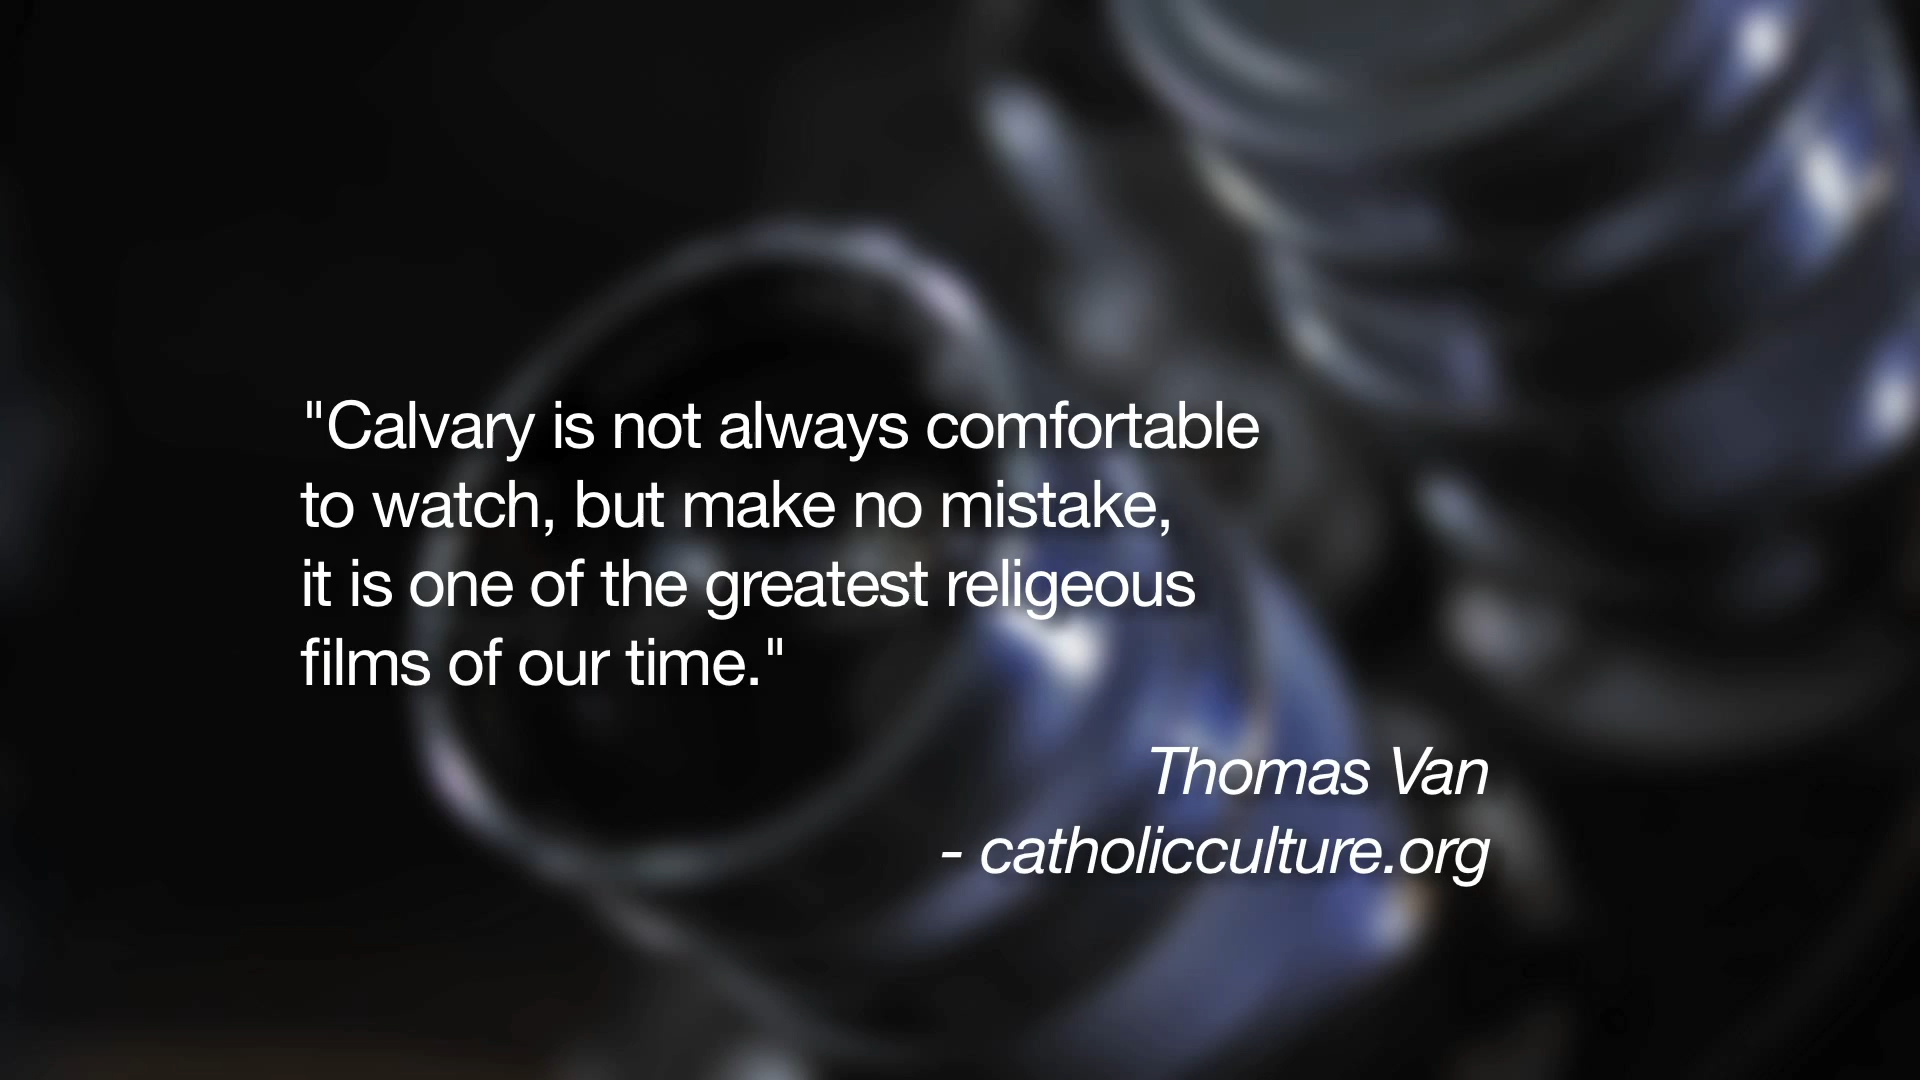 "Calvary is not always comfortable
to watch, but make no mistake,
it is one of the greatest religeous
films of our time."
Thomas Van
- catholicculture.org